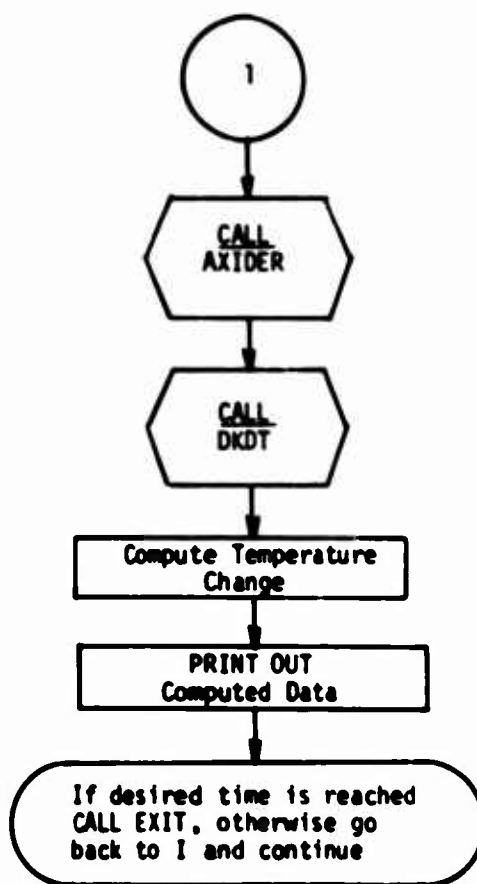 1
CALL
AXIDER
CALL
DKDT
Compute Temperature
Change
PRINT OUT
Computed Data
If desired time is reached
CALL EXIT, otherwise go
back to I and continue